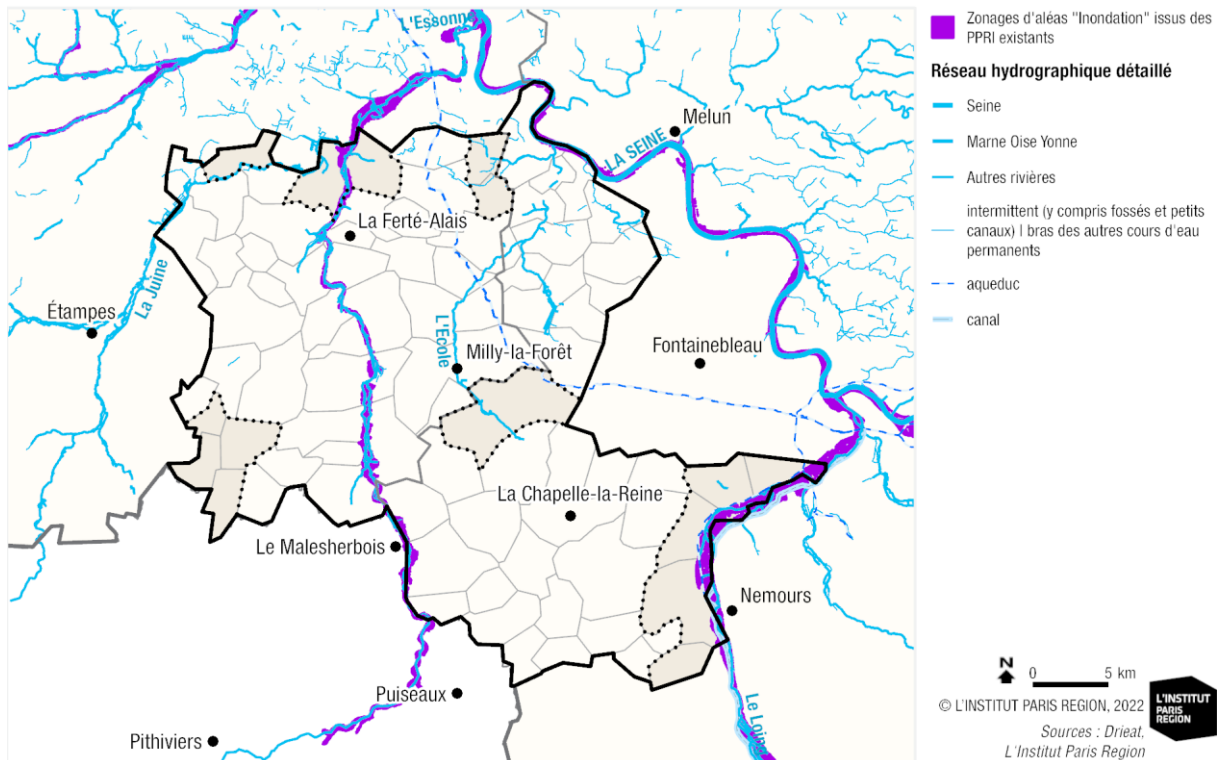 L'Essonne
Melun
LA SEINE
La Ferté-Alais
La Juine
Étampes
L'Ecole
Milly-la-Forêt
Fontainebleau
La Chapelle-la-Reine
Le Malesherbois
Nemours
Puiseaux
Le Loing
Pithiviers
Zonages d'aléas "Inondation" issus des
PPRI existants
Réseau hydrographique détaillé
Seine
Marne Oise Yonne
Autres rivières
intermittent (y compris fossés et petits
canaux) I bras des autres cours d'eau
permanents
aqueduc
canal
N
0 5 km
© L'INSTITUT PARIS REGION, 2022
Sources : Drieat,
L'Institut Paris Region
L'INSTITUT
PARIS
REGION